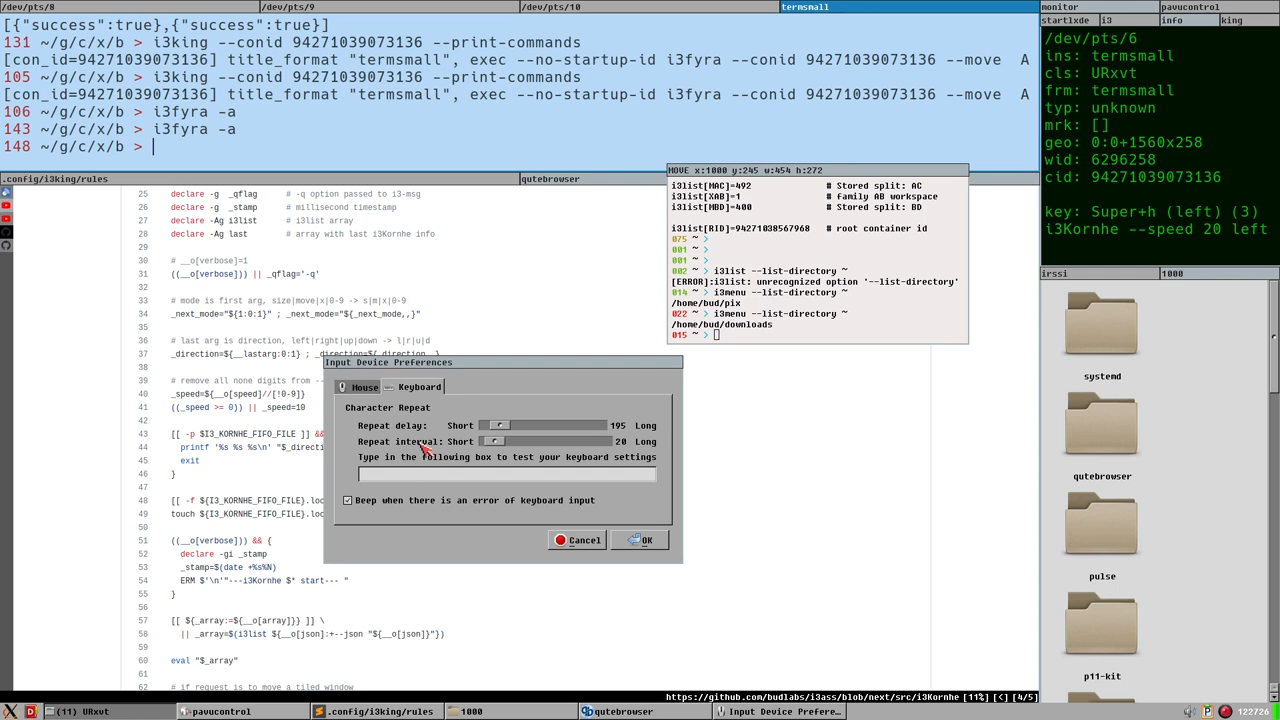 /dev/pts/8
/dev/pts/9
/dev/pts/10
termsmall
monitor
pavucontrol
startlxde
i3
info
king
[{"success":true},{"success":true}]
131 ~/g/c/x/b > i3king --conid 94271039073136 --print-commands
[con_id=94271039073136] title_format "termsmall", exec --no-startup-id i3fyra --conid 94271039073136 --move  A
105 ~/g/c/x/b > i3king --conid 94271039073136 --print-commands
[con_id=94271039073136] title_format "termsmall", exec --no-startup-id i3fyra --conid 94271039073136 --move  A
106 ~/g/c/x/b > i3fyra -a
143 ~/g/c/x/b > i3fyra -a
148 ~/g/c/x/b >
/dev/pts/6
ins: termsmall
cls: URxvt
frm: termsmall
typ: unknown
mrk: []
geo: 0:0+1560x258
wid: 6296258
cid: 94271039073136
key: Super+h (left) (3)
i3Kornhe --speed 20 left
.config/i3king/rules
qutebrowser
25 declare -g  _qflag    # -q option passed to i3-msg
26 declare -g  _stamp    # millisecond timestamp
27 declare -Ag i3list    # i3list array
28 declare -Ag last      # array with last i3Kornhe info
29
30 # __o[verbose]=1
31 ((__o[verbose])) || _qflag='-q'
32
33 # mode is first arg, size|move|x|0-9 -> s|m|x|0-9
34 _next_mode="${1:0:1}" ; _next_mode="${_next_mode,,}"
35
36 # last arg is direction, left|right|up|down -> l|r|u|d
37 _direction=${__lastarg:0:1} ; _direction=${_direction,,}
38
39 # remove all none digits from --
40 _speed=${__o[speed]//[!0-9]}
41 ((_speed >= 0)) || _speed=10
42
43 [[ -p $I3_KORNHE_FIFO_FILE ]] &&
44 printf '%s %s %s\n' "$_directi
45 exit
46 }
47
48 [[ -f ${I3_KORNHE_FIFO_FILE}.loc
49 touch ${I3_KORNHE_FIFO_FILE}.loc
50
51 ((__o[verbose])) && {
52 declare -gi _stamp
53 _stamp=$(date +%s%N)
54 ERM $'\n'"---i3Kornhe $* start--- "
55 }
56
57 [[ ${_array:=${__o[array]}} ]] \
58 || _array=$(i3list ${__o[json]:+--json "${__o[json]}"})
59
60 eval "$_array"
61
62 # if request is to move a tiled window
MOVE x:1000 y:245 w:454 h:272
i3list[MAC]=492          # Stored split: AC
i3list[XAB]=1            # family AB workspace
i3list[MBD]=400          # Stored split: BD
i3list[RID]=94271038567968   # root container id
075 ~ >
001 ~ >
001 ~ >
002 ~ > i3list --list-directory ~
[ERROR]:i3list: unrecognized option '--list-directory'
014 ~ > i3menu --list-directory ~
/home/bud/pix
022 ~ > i3menu --list-directory ~
/home/bud/downloads
015 ~ >
Input Device Preferences
Mouse
Keyboard
Character Repeat
Repeat delay: Short 195 Long
Repeat interval: Short 20 Long
Type in the following box to test your keyboard settings
Beep when there is an error of keyboard input
Cancel
OK
irssi
1000
systemd
qutebrowser
pulse
p11-kit
https://github.com/budlabs/i3ass/blob/next/src/i3Kornhe [11%] [<] [4/5]
(11) URxvt
pavucontrol
.config/i3king/rules
1000
qutebrowser
Input Device Prefere...
122726